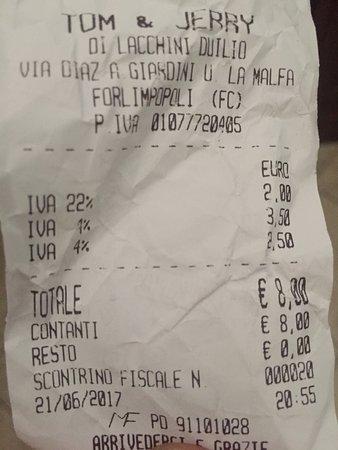 TOM & JERRY
DI LACCHINI DUILIO
VIA DIAZ A GIARDINI U. LA MALFA
FORLIMPOPOLI (FC)
P.IVA 01077720405
EURO
IVA 22% 2,00
IVA 4% 3,50
IVA 4% 2,50
TOTALE € 8,00
CONTANTI € 8,00
RESTO € 0,00
SCONTRINO FISCALE N. 000020
21/06/2017 20:55
MF PD 91101028
ARRIVEDERCI E GRAZIE